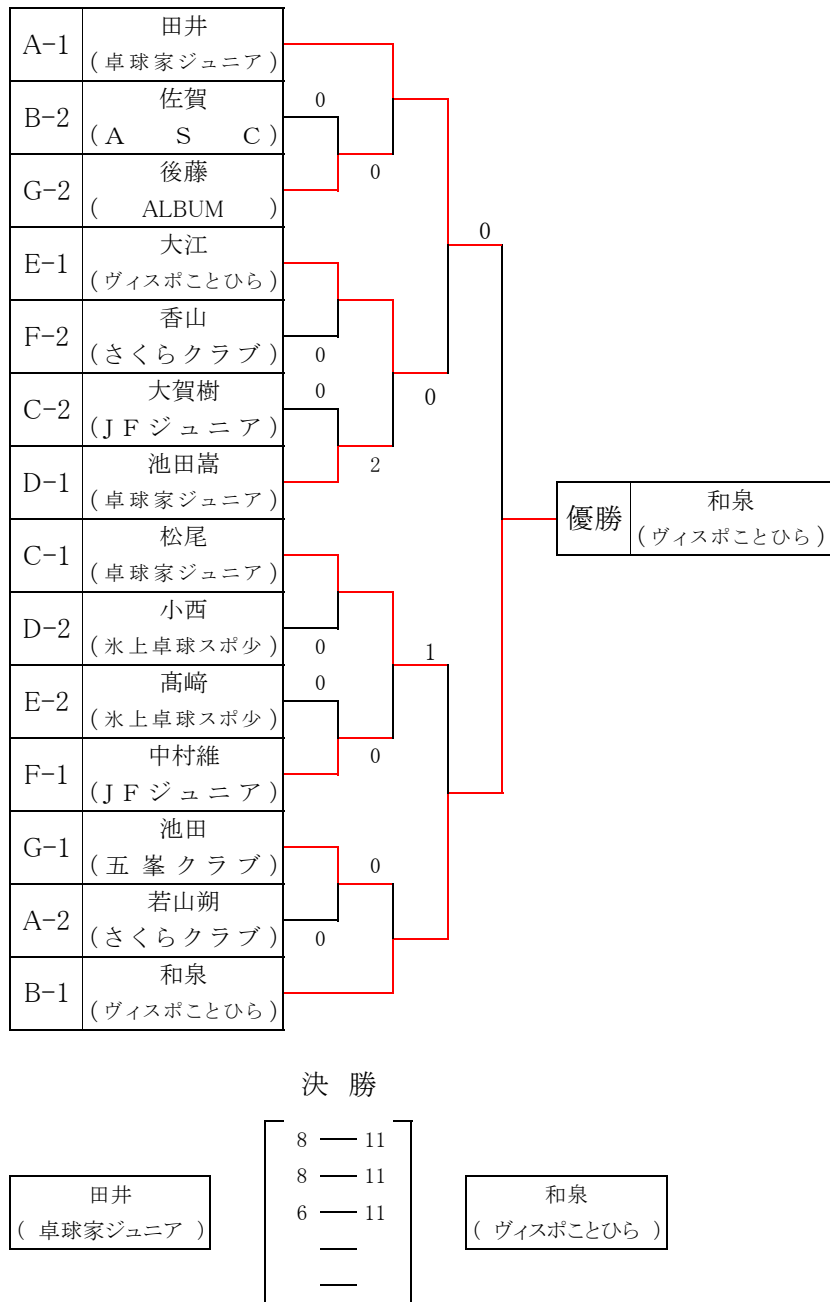 A-1
田井
(卓球家ジュニア)
B-2
佐賀
(A S C)
0
G-2
後藤
( ALBUM )
0
E-1
大江
(ヴィスポことひら)
0
F-2
香山
(さくらクラブ)
0
C-2
大賀樹
(JFジュニア)
0
0
D-1
池田嵩
(卓球家ジュニア)
2
優勝
和泉
(ヴィスポことひら)
C-1
松尾
(卓球家ジュニア)
D-2
小西
(氷上卓球スポ少)
0
1
E-2
髙﨑
(氷上卓球スポ少)
0
F-1
中村維
(JFジュニア)
0
G-1
池田
(五峯クラブ)
0
A-2
若山朔
(さくらクラブ)
0
B-1
和泉
(ヴィスポことひら)
決 勝
8 — 11
8 — 11
6 — 11
—
—
田井
( 卓球家ジュニア )
和泉
( ヴィスポことひら )